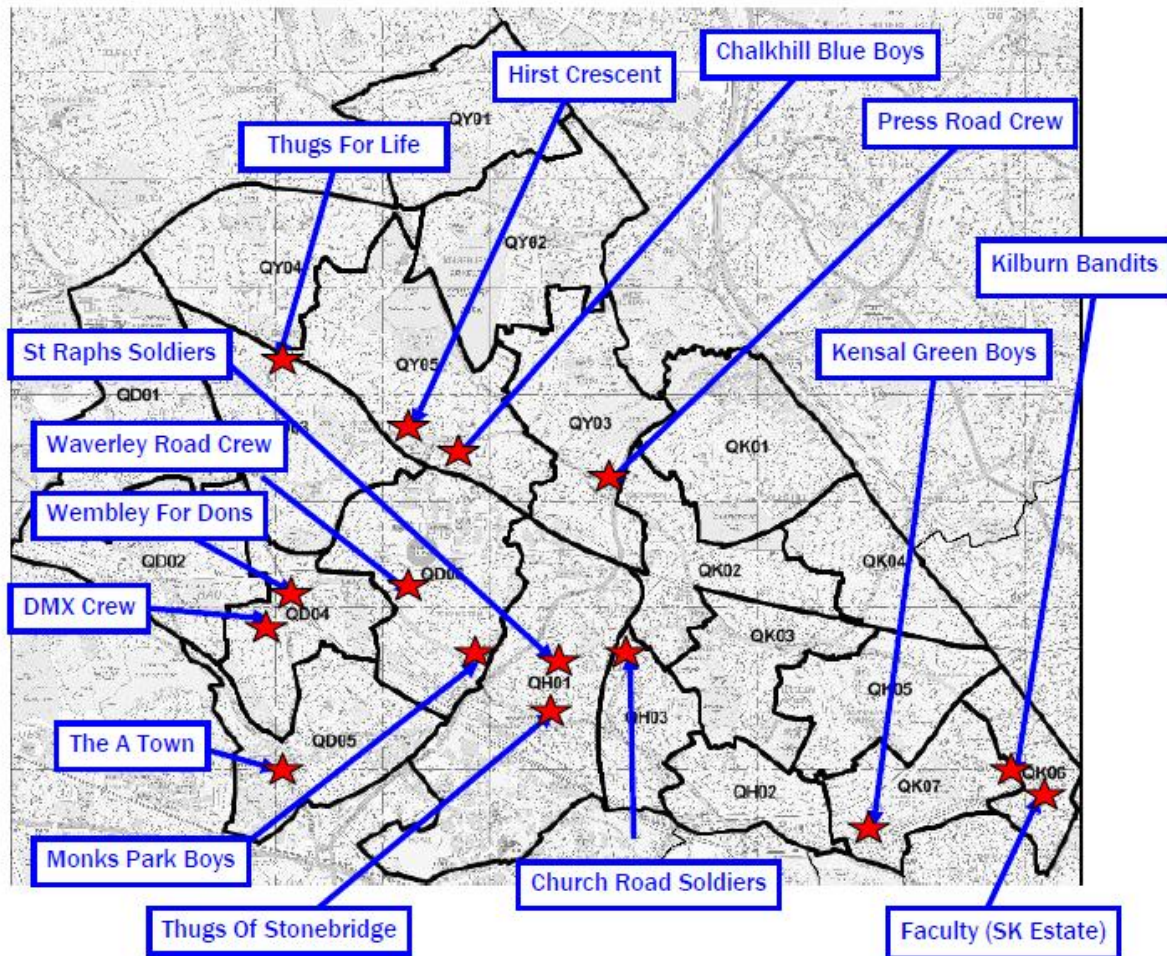 Chalkhill Blue Boys
Hirst Crescent
Press Road Crew
QY01
Thugs For Life
QY02
QY04
Kilburn Bandits
St Raphs Soldiers
Kensal Green Boys
QY05
QD01
QY03
Waverley Road Crew
QK01
Wembley For Dons
QD02
QK04
QK02
DMX Crew
QD04
QK03
QK05
QH01
QH03
The A Town
QD05
QK06
QK07
QH02
Monks Park Boys
Church Road Soldiers
Thugs Of Stonebridge
Faculty (SK Estate)